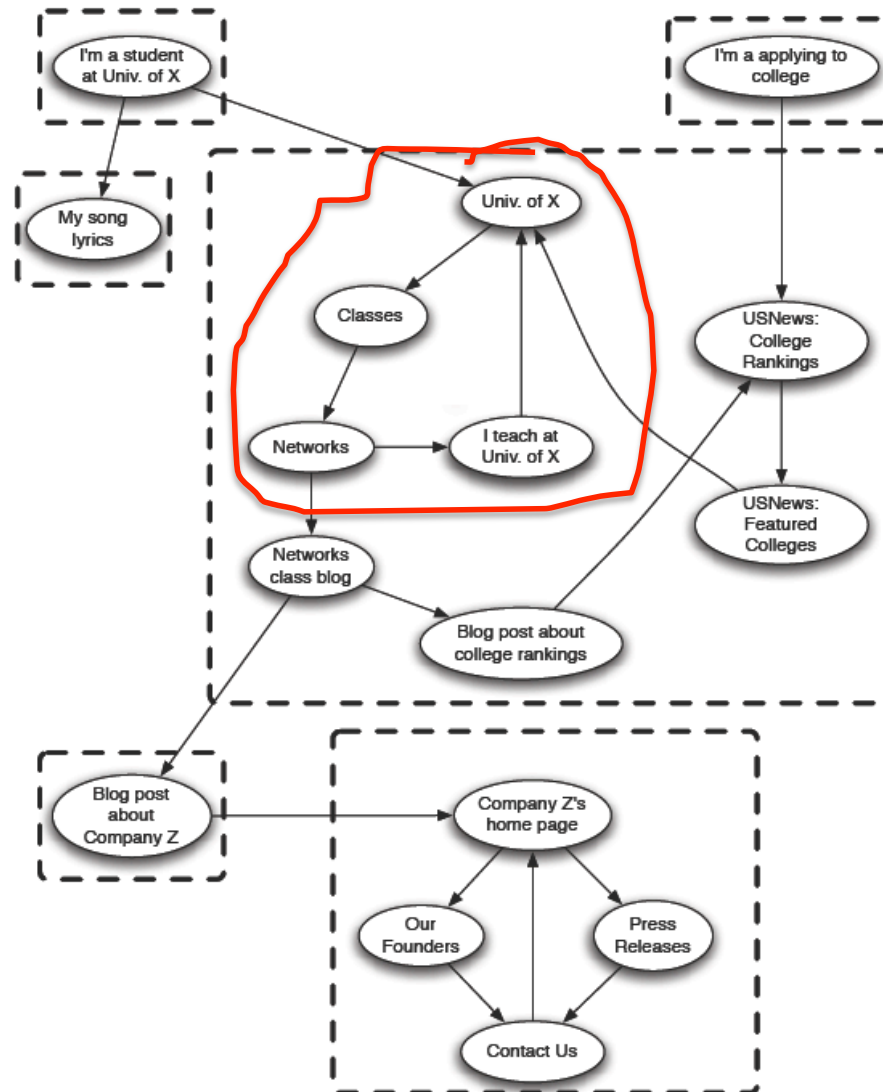 I'm a student
at Univ. of X
I'm a applying to
college
My song
lyrics
Univ. of X
Classes
USNews:
College
Rankings
Networks
I teach at
Univ. of X
USNews:
Featured
Colleges
Networks
class blog
Blog post about
college rankings
Blog post
about
Company Z
Company Z's
home page
Our
Founders
Press
Releases
Contact Us